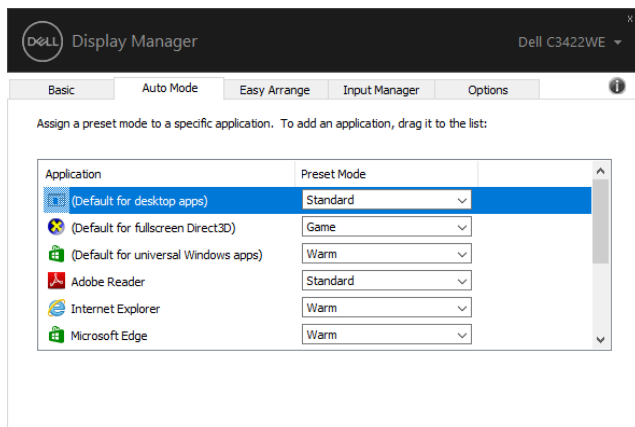 DELL Display Manager Dell C3422WE
Basic Auto Mode Easy Arrange Input Manager Options
Assign a preset mode to a specific application. To add an application, drag it to the list:
Application Preset Mode
(Default for desktop apps) Standard
(Default for fullscreen Direct3D) Game
(Default for universal Windows apps) Warm
Adobe Reader Standard
Internet Explorer Warm
Microsoft Edge Warm